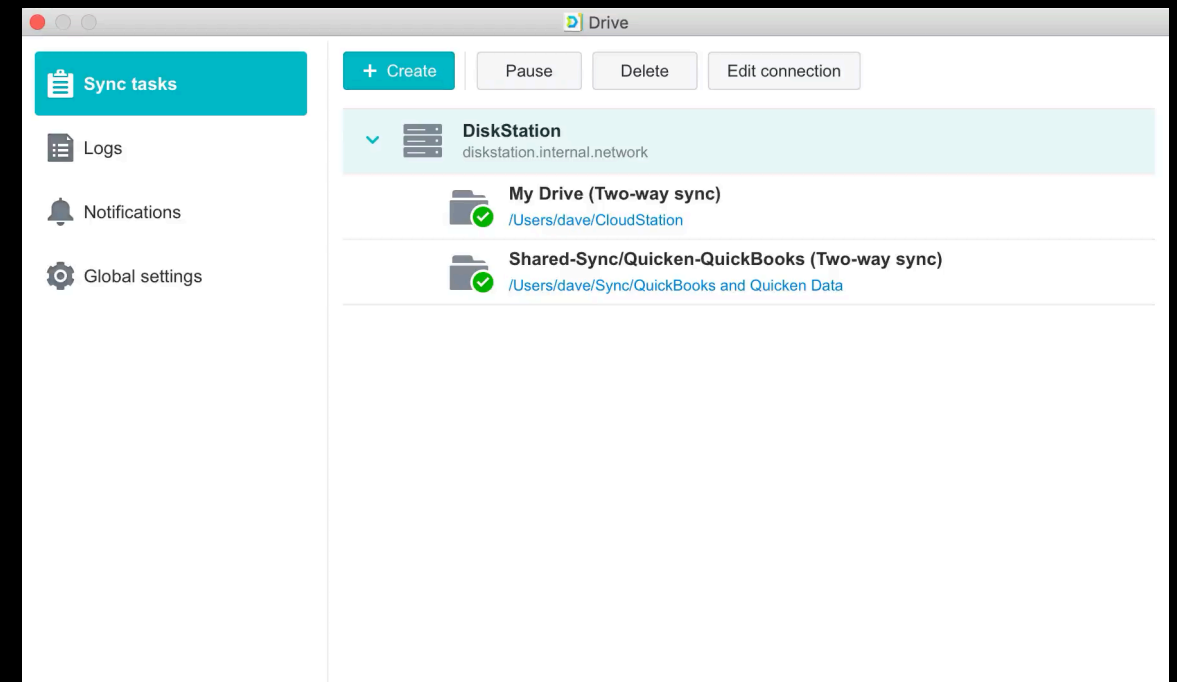 Drive
Sync tasks
Logs
Notifications
Global settings
+ Create
Pause
Delete
Edit connection
DiskStation
diskstation.internal.network
My Drive (Two-way sync)
/Users/dave/CloudStation
Shared-Sync/Quicken-QuickBooks (Two-way sync)
/Users/dave/Sync/QuickBooks and Quicken Data